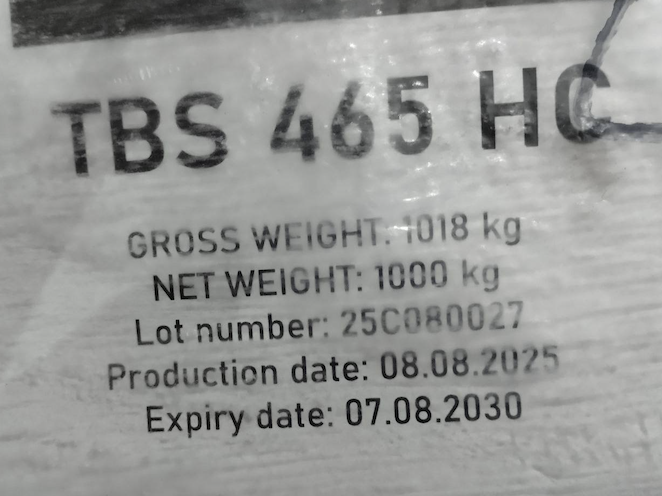 TBS 465 HC
GROSS WEIGHT: 1018 kg
NET WEIGHT: 1000 kg
Lot number: 25C080027
Production date: 08.08.2025
Expiry date: 07.08.2030